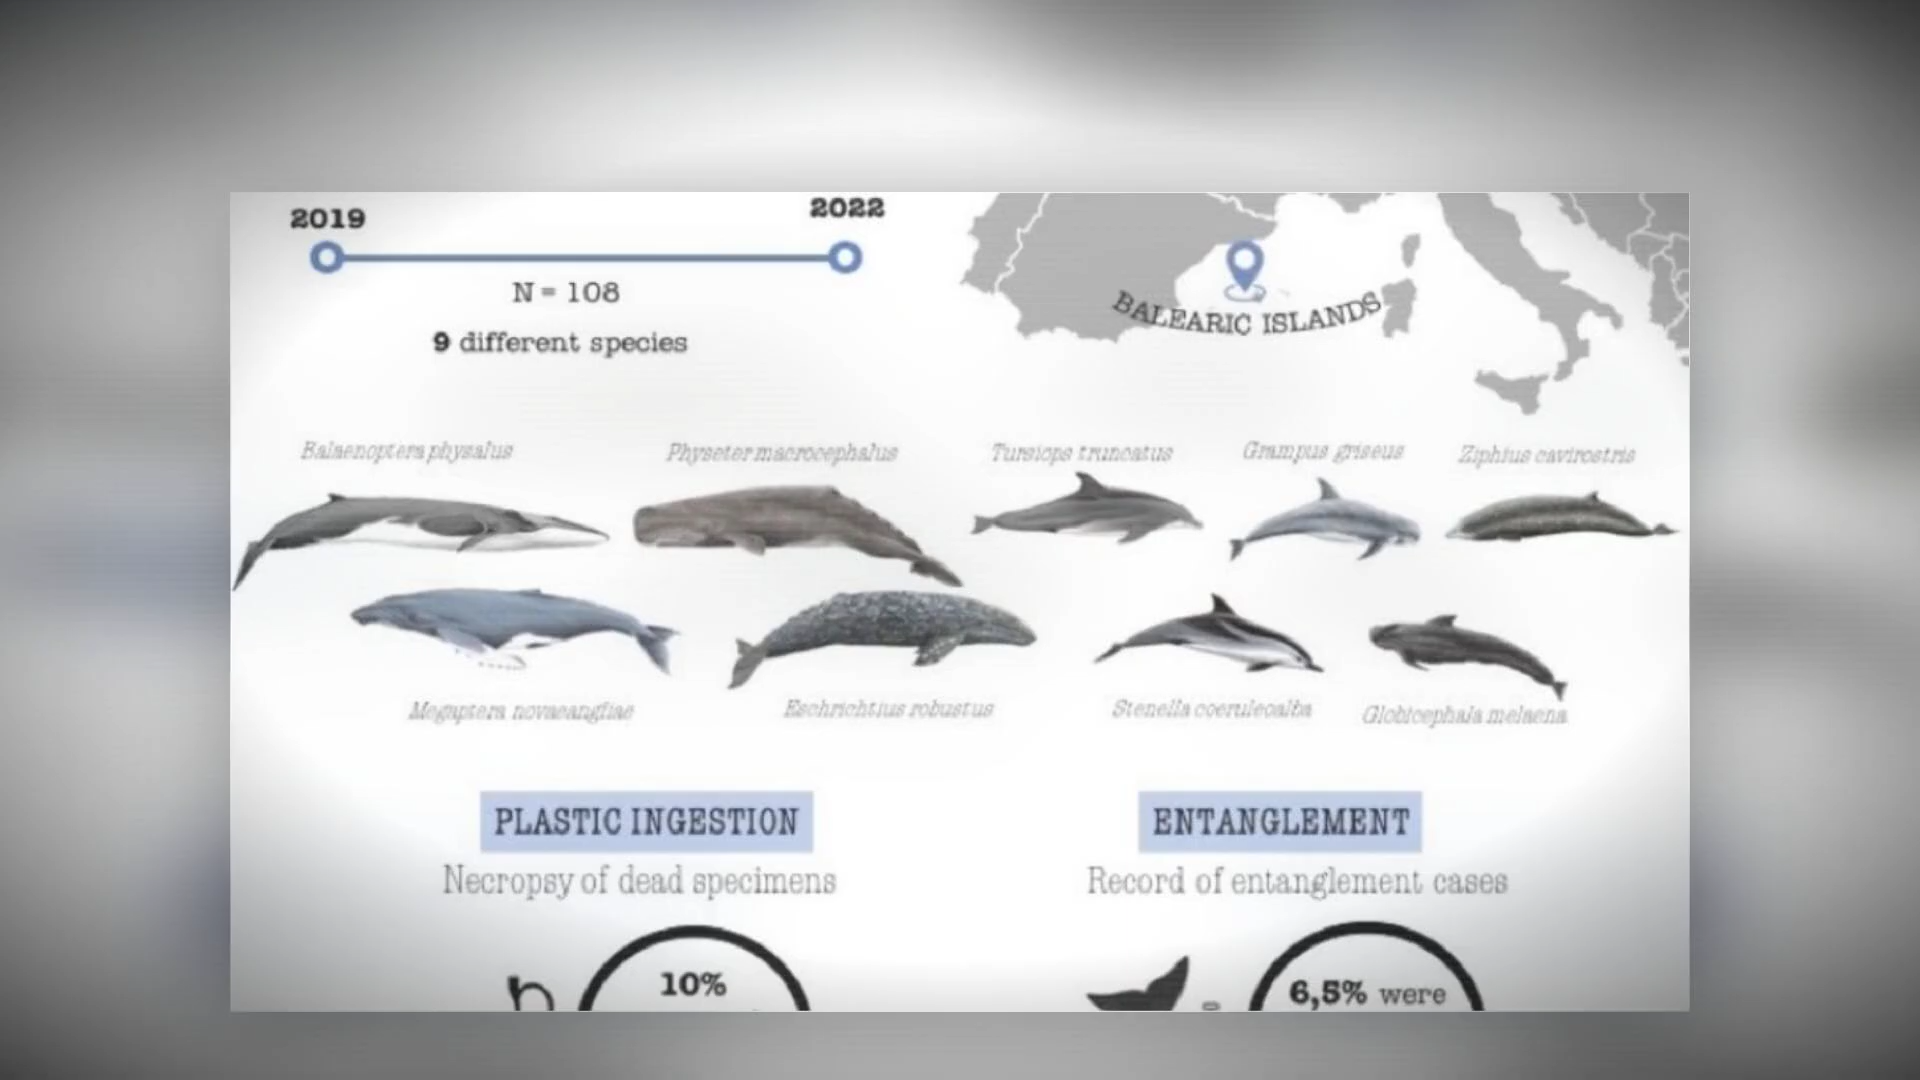 2019
2022
N = 108
9 different species
BALEARIC ISLANDS
Balaenoptera physalus
Physeter macrocephalus
Tursiops truncatus
Grampus griseus
Ziphius cavirostris
Megaptera novaeangliae
Eschrichtius robustus
Stenella coeruleoalba
Globicephala melaena
PLASTIC INGESTION
ENTANGLEMENT
Necropsy of dead specimens
Record of entanglement cases
10%
6,5% were